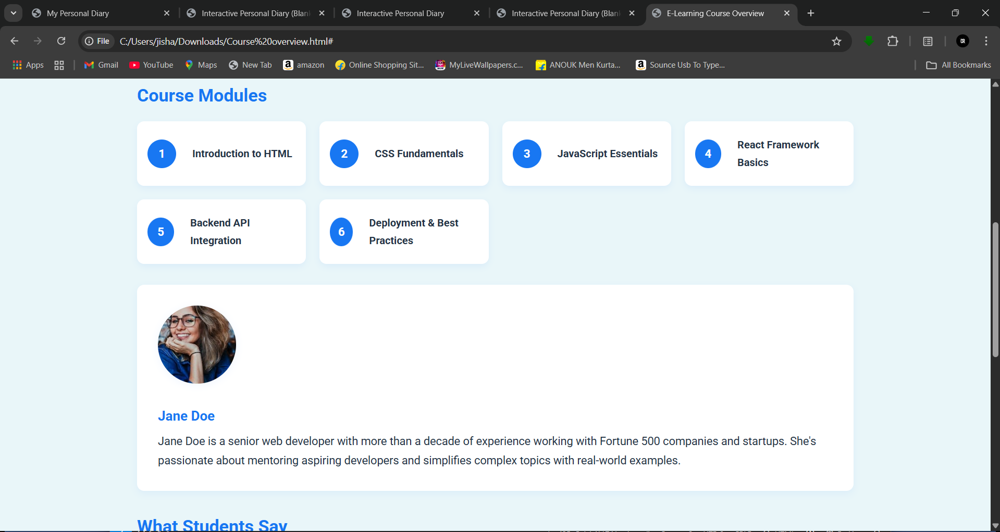 My Personal Diary
Interactive Personal Diary (Blan
Interactive Personal Diary
Interactive Personal Diary (Blan
E-Learning Course Overview
File C:/Users/jisha/Downloads/Course%20overview.html#
CR
Apps Gmail YouTube Maps New Tab amazon Online Shopping Sit... MyLiveWallpapers.c... ANOUK Men Kurta... Sounce Usb To Type... All Bookmarks
Course Modules
1 Introduction to HTML
2 CSS Fundamentals
3 JavaScript Essentials
4 React Framework
Basics
5 Backend API
Integration
6 Deployment & Best
Practices
Jane Doe
Jane Doe is a senior web developer with more than a decade of experience working with Fortune 500 companies and startups. She's
passionate about mentoring aspiring developers and simplifies complex topics with real-world examples.
What Students Say